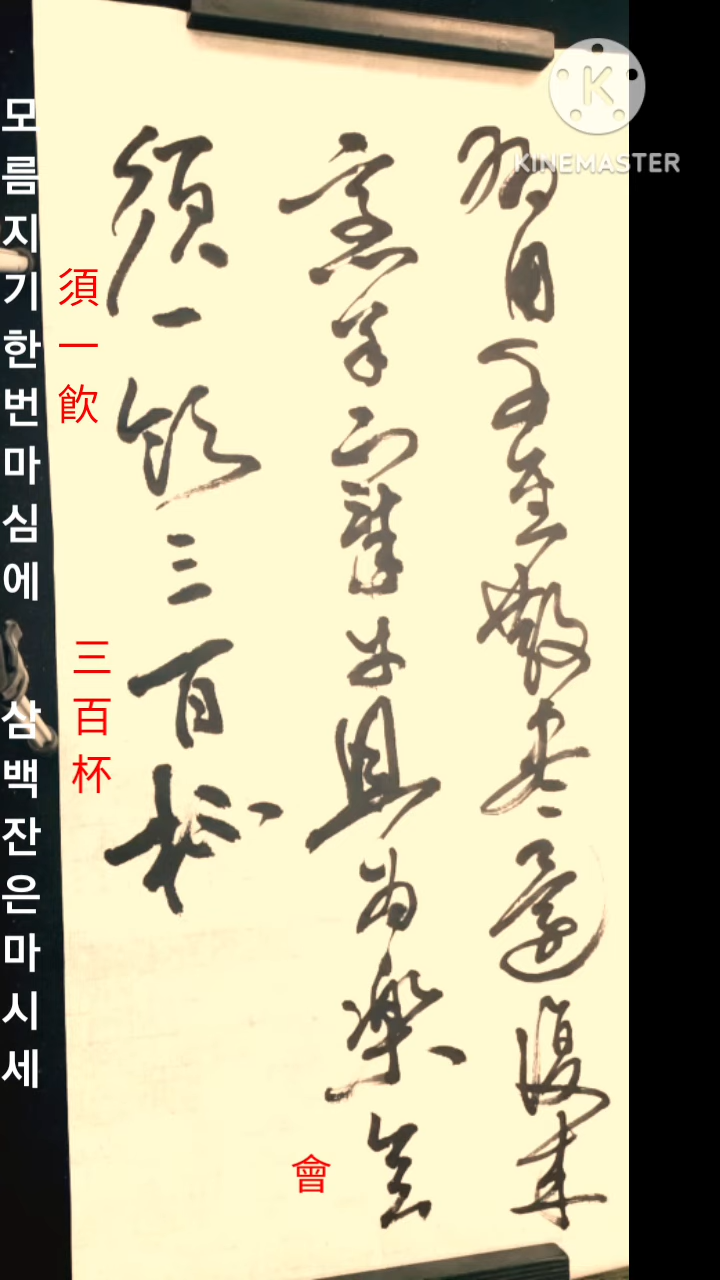 用千金散盡還復來
烹羊宰牛且為樂會
須一飲三百杯
會
須一飲
三百杯
모름지기한번마심에 삼백잔은마시세
KINEMASTER